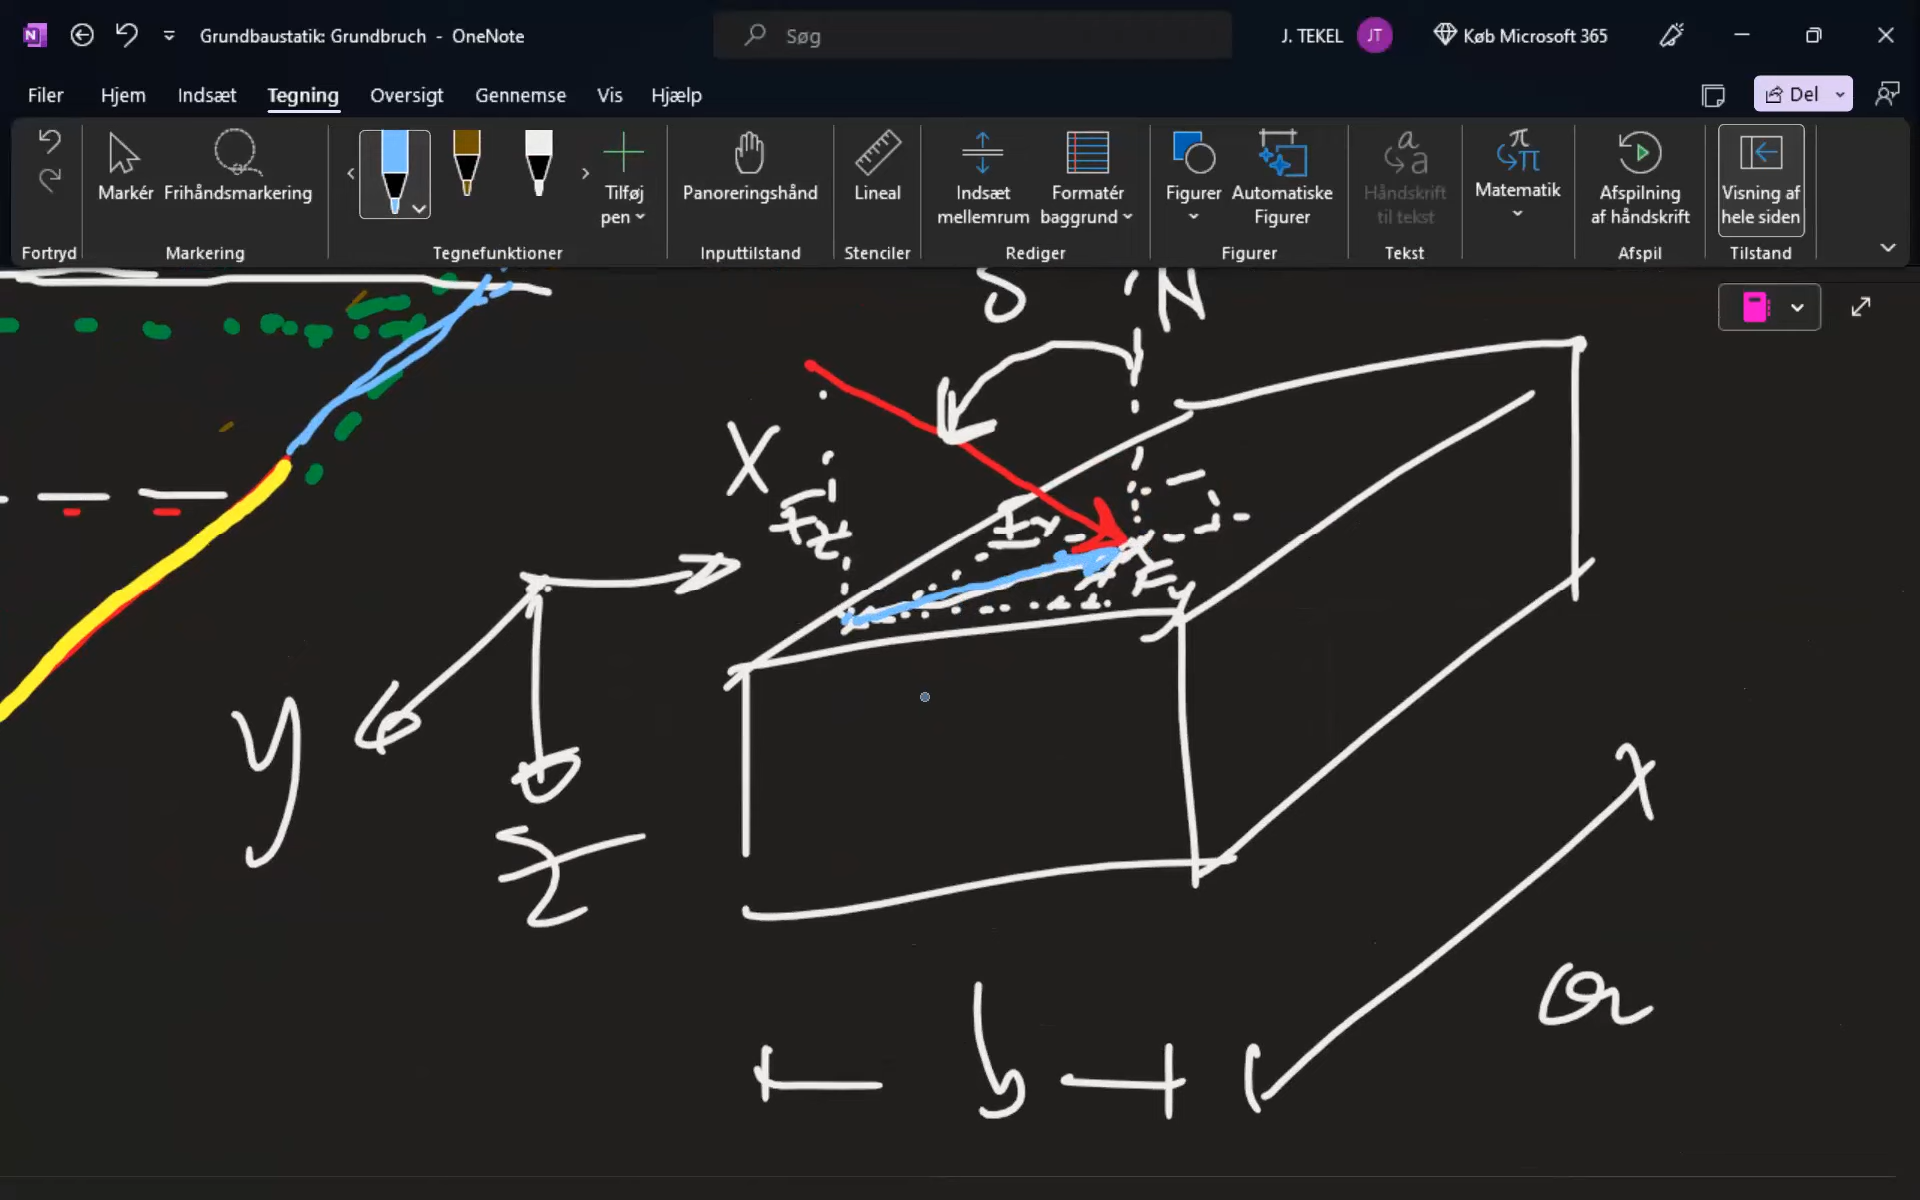 Grundbaustatik: Grundbruch - OneNote
Søg
J. TEKEL
JT
Køb Microsoft 365
Filer
Hjem
Indsæt
Tegning
Oversigt
Gennemse
Vis
Hjælp
Del
Markér
Frihåndsmarkering
Tilføj pen
Panoreringshånd
Lineal
Indsæt mellemrum
Formatér baggrund
Figurer
Automatiske Figurer
Håndskrift til tekst
Matematik
Afspilning af håndskrift
Visning af hele siden
Fortryd
Markering
Tegnefunktioner
Inputtilstand
Stenciler
Rediger
Figurer
Tekst
Afspil
Tilstand
S
N
X
Fz
Fx
Fy
y
z
b
a